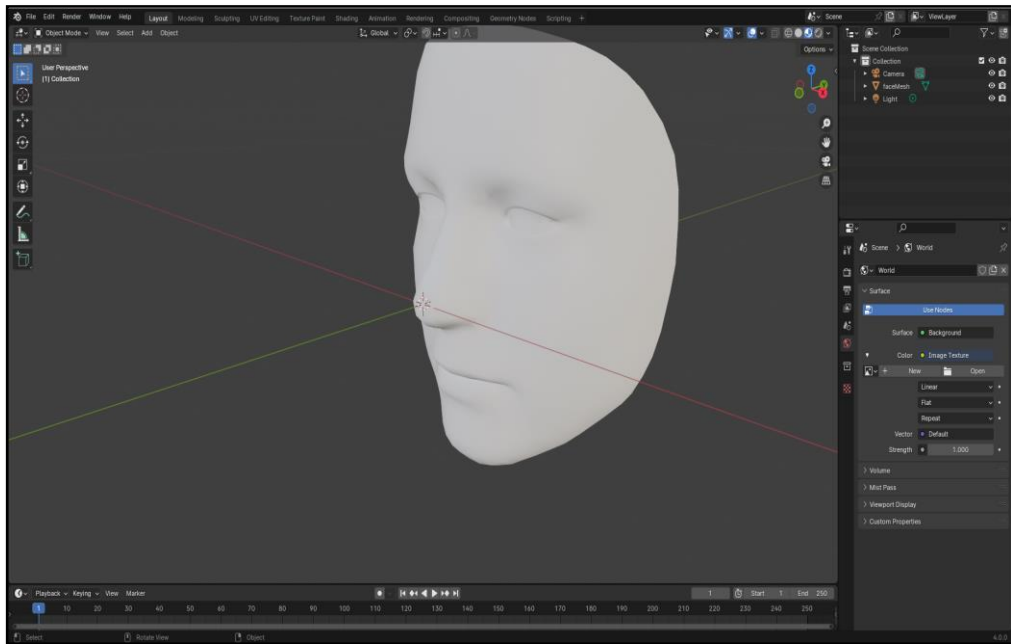 File Edit Render Window Help Layout Modeling Sculpting UV Editing Texture Paint Shading Animation Rendering Compositing Geometry Nodes Scripting + Scene ViewLayer
Object Mode View Select Add Object Global
Options
User Perspective
(1) Collection
Z
X
Scene Collection
Collection
Camera
faceMesh
Light
Scene > World
World
Surface
Use Nodes
Surface Background
Color Image Texture
+ New Open
Linear
Flat
Repeat
Vector Default
Strength 1.000
Volume
Mist Pass
Viewport Display
Custom Properties
Playback Keying View Marker 1 Start 1 End 250
1 10 20 30 40 50 60 70 80 90 100 110 120 130 140 150 160 170 180 190 200 210 220 230 240 250
Select Rotate View Object 4.0.0